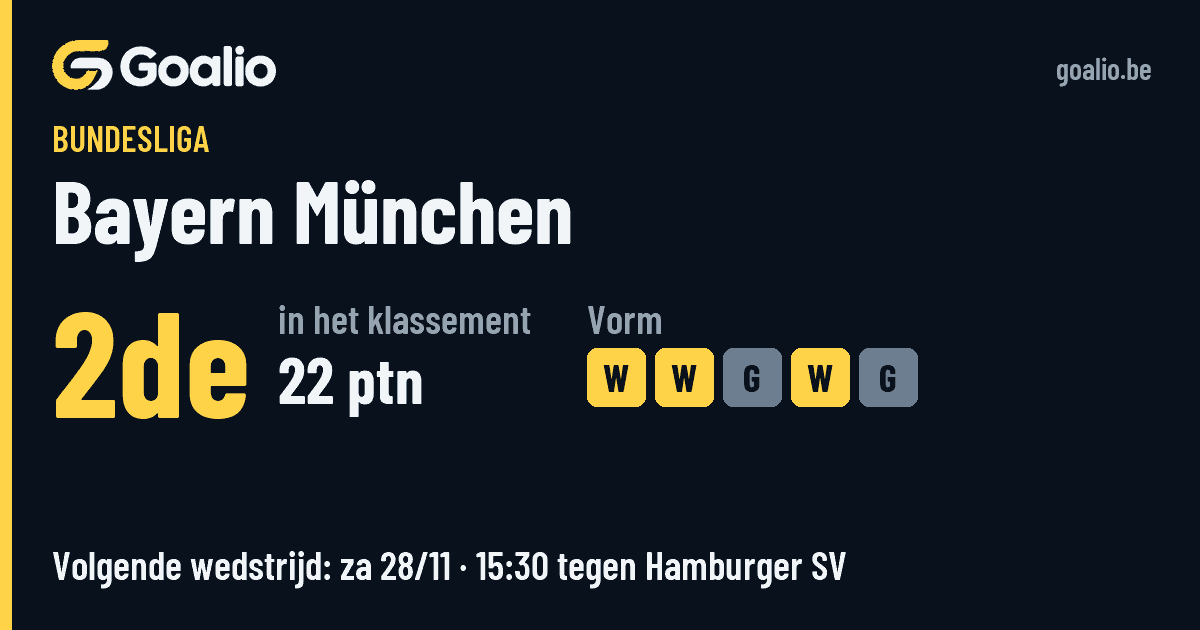 Goalio
goalio.be
BUNDESLIGA
Bayern München
2de
in het klassement
22 ptn
Vorm
W W G W G
Volgende wedstrijd: za 28/11 · 15:30 tegen Hamburger SV